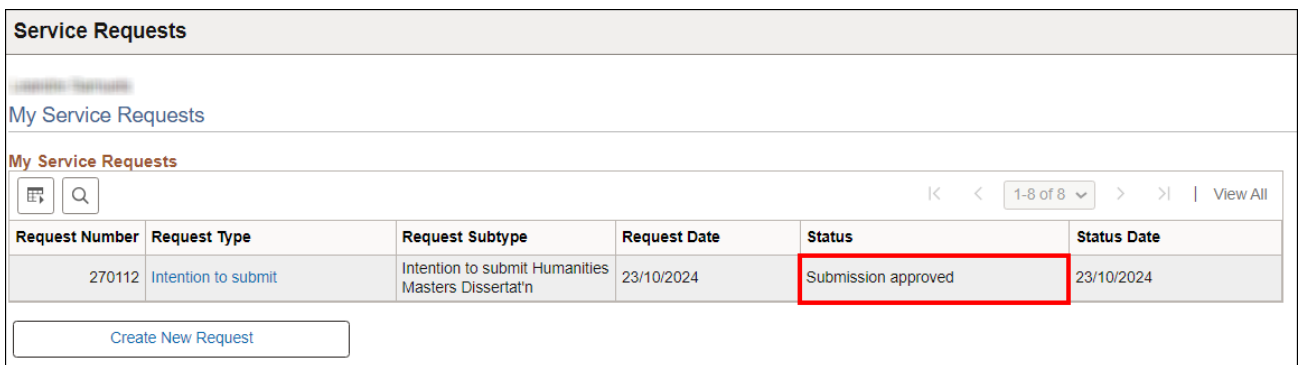 Service Requests
My Service Requests
My Service Requests
1-8 of 8 | View All
Request Number Request Type Request Subtype Request Date Status Status Date
270112 Intention to submit Intention to submit Humanities Masters Dissertat'n 23/10/2024 Submission approved 23/10/2024
Create New Request